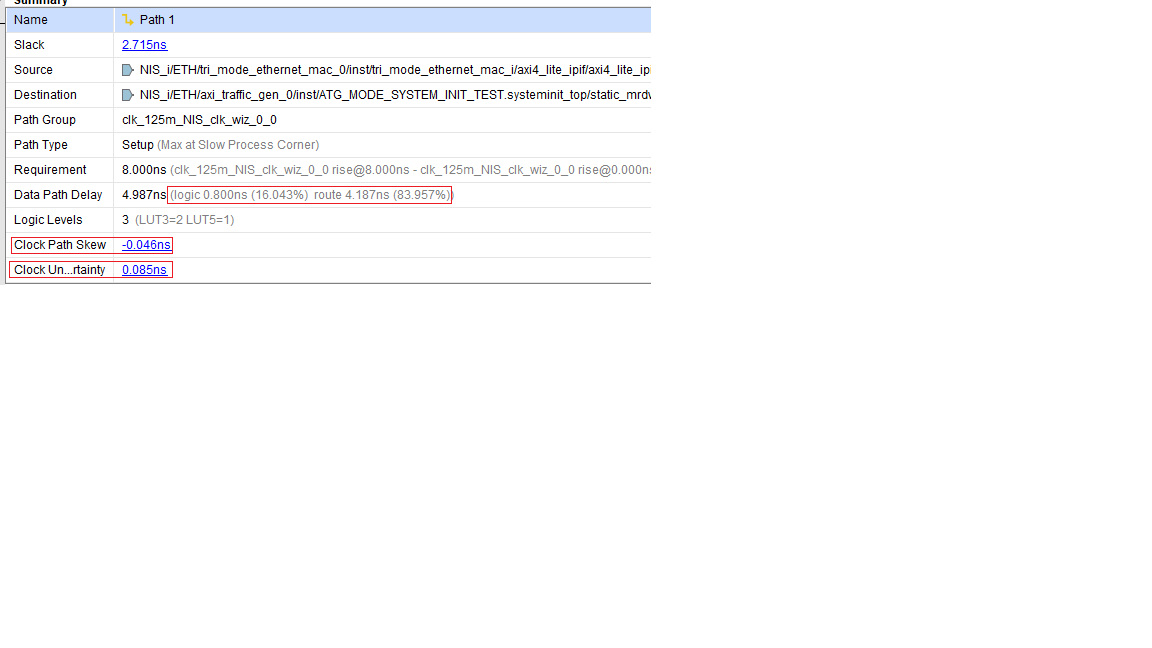 Summary
Name Path 1
Slack 2.715ns
Source NIS_i/ETH/tri_mode_ethernet_mac_0/inst/tri_mode_ethernet_mac_i/axi4_lite_ipif/axi4_lite_ip
Destination NIS_i/ETH/axi_traffic_gen_0/inst/ATG_MODE_SYSTEM_INIT_TEST.systeminit_top/static_mrdv
Path Group clk_125m_NIS_clk_wiz_0_0
Path Type Setup (Max at Slow Process Corner)
Requirement 8.000ns (clk_125m_NIS_clk_wiz_0_0 rise@8.000ns - clk_125m_NIS_clk_wiz_0_0 rise@0.000ns
Data Path Delay 4.987ns (logic 0.800ns (16.043%) route 4.187ns (83.957%))
Logic Levels 3 (LUT3=2 LUT5=1)
Clock Path Skew -0.046ns
Clock Un...rtainty 0.085ns